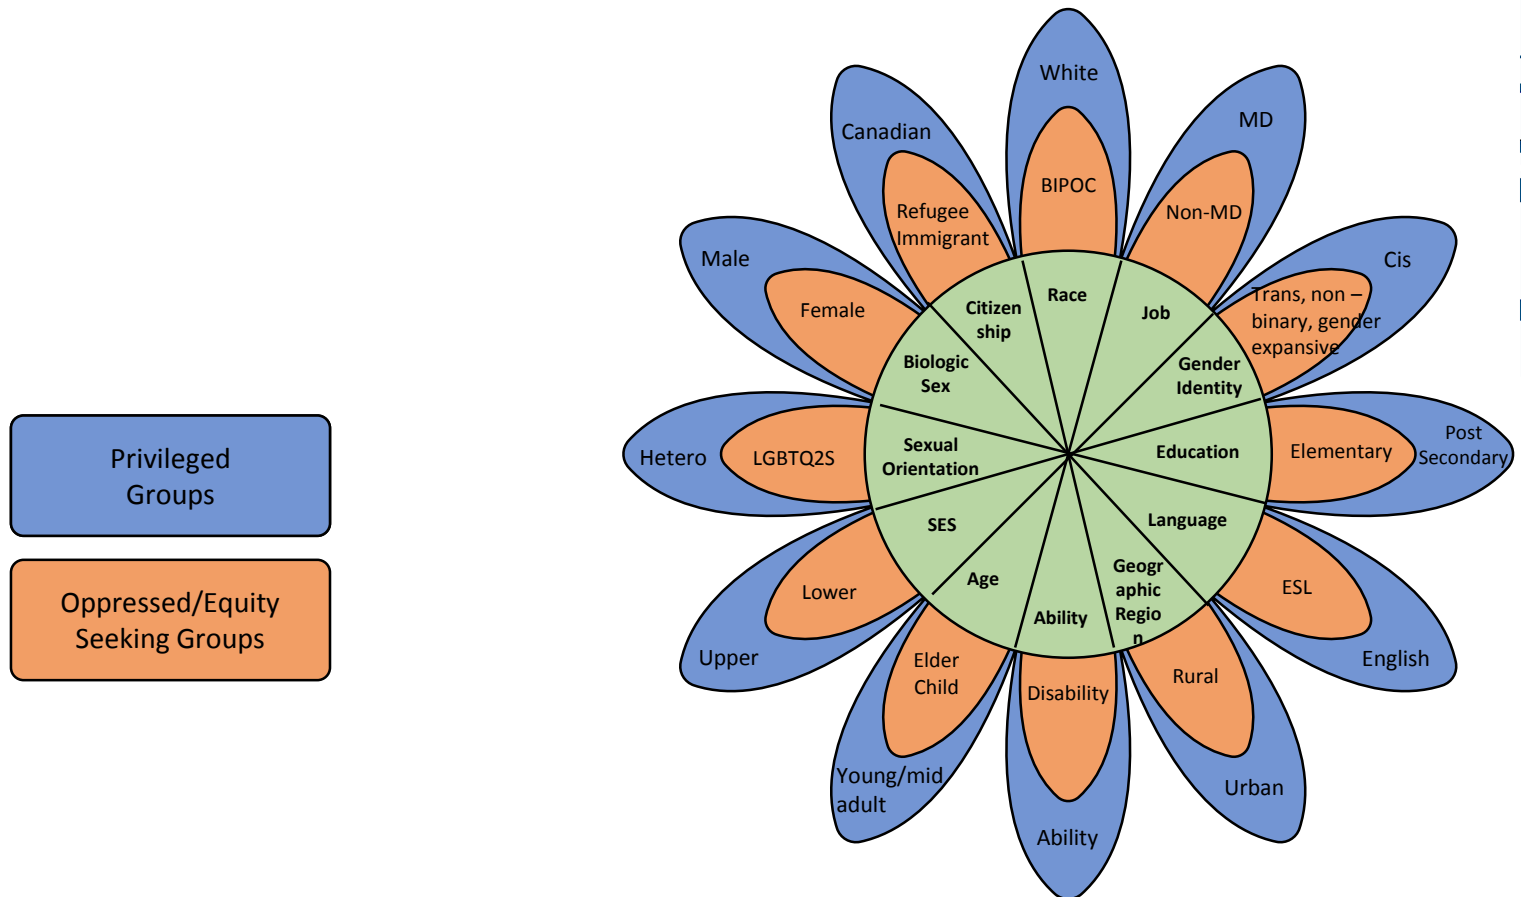 Privileged
Groups
Oppressed/Equity
Seeking Groups
White
BIPOC
Race
MD
Non-MD
Job
Cis
Trans, non –
binary, gender
expansive
Gender
Identity
Post
Secondary
Elementary
Education
English
ESL
Language
Urban
Rural
Geogr
aphic
Regio
n
Ability
Disability
Ability
Young/mid
adult
Elder
Child
Age
Upper
Lower
SES
Hetero
LGBTQ2S
Sexual
Orientation
Male
Female
Biologic
Sex
Canadian
Refugee
Immigrant
Citizen
ship